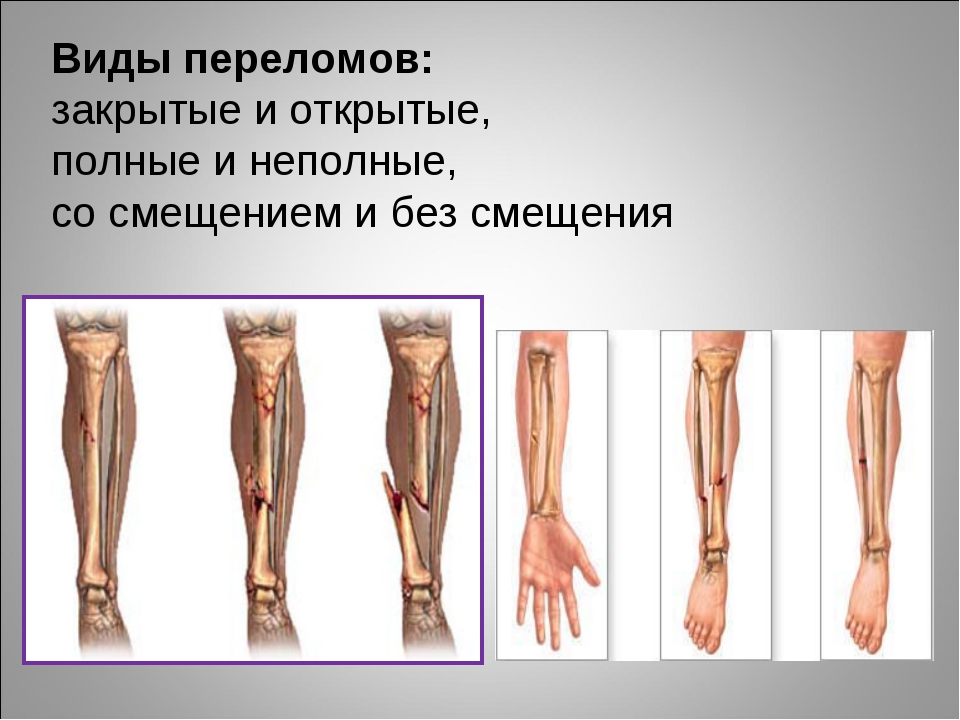 Виды переломов:
закрытые и открытые,
полные и неполные,
со смещением и без смещения